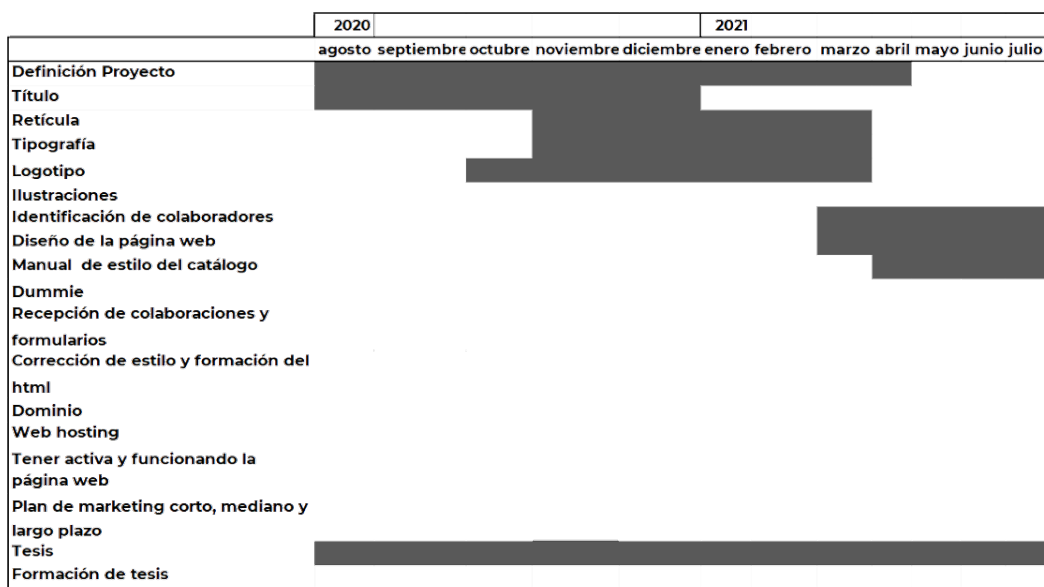 2020 2021
agosto septiembre octubre noviembre diciembre enero febrero marzo abril mayo junio julio
Definición Proyecto
Título
Retícula
Tipografía
Logotipo
Ilustraciones
Identificación de colaboradores
Diseño de la página web
Manual de estilo del catálogo
Dummie
Recepción de colaboraciones y
formularios
Corrección de estilo y formación del
html
Dominio
Web hosting
Tener activa y funcionando la
página web
Plan de marketing corto, mediano y
largo plazo
Tesis
Formación de tesis